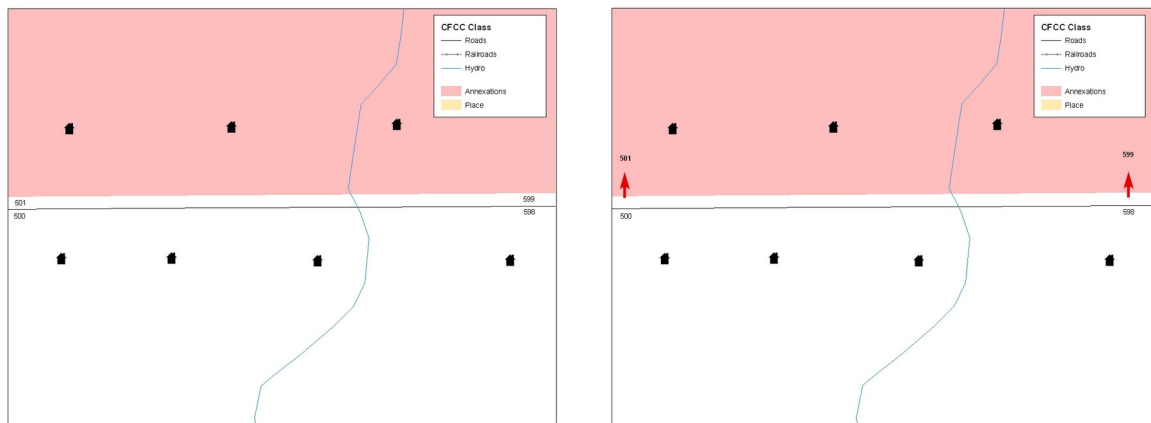 CFCC Class
Roads
Railroads
Hydro
Annexations
Place
501
599
500
598
CFCC Class
Roads
Railroads
Hydro
Annexations
Place
501
599
500
598